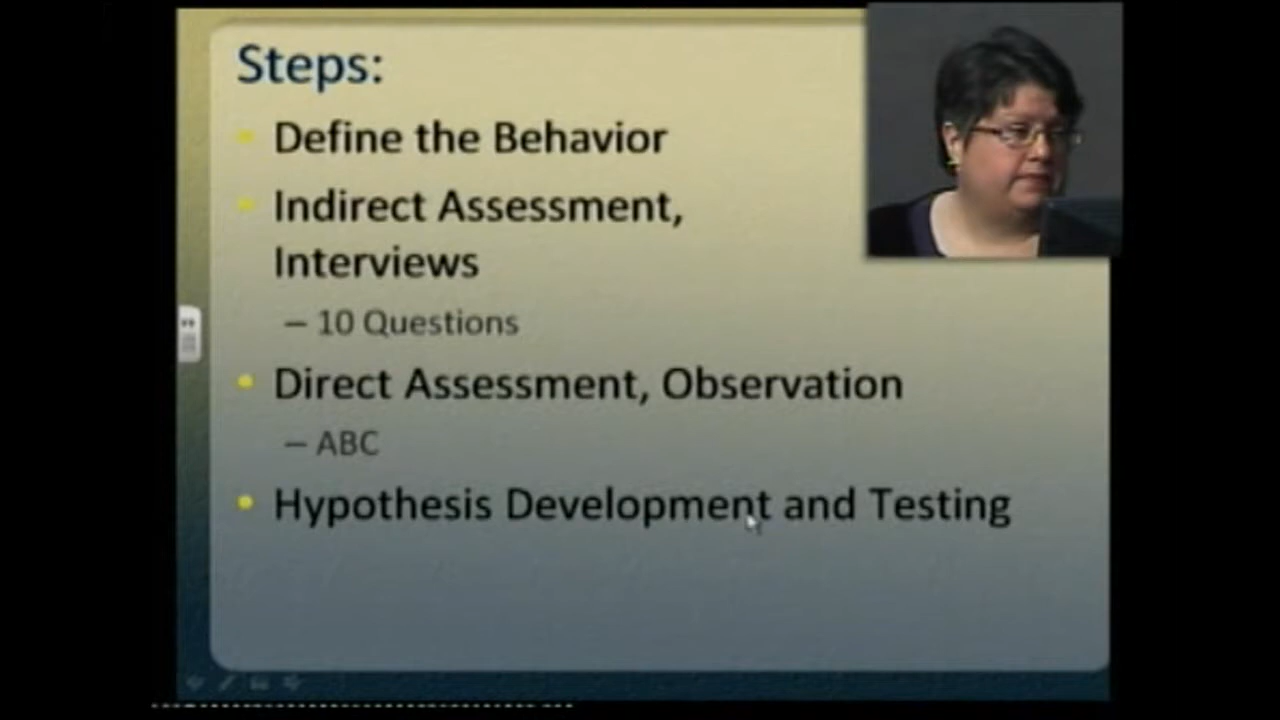 Steps:
Define the Behavior
Indirect Assessment,
Interviews
– 10 Questions
Direct Assessment, Observation
– ABC
Hypothesis Development and Testing